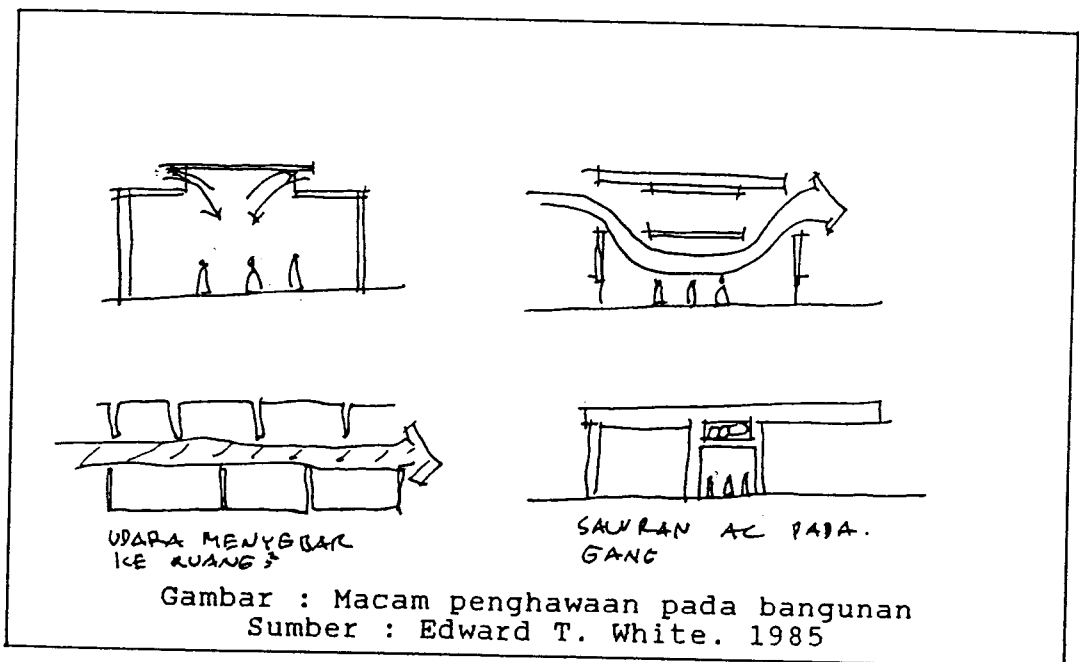 UDARA MENYEBAR
KE RUANG²
SALURAN AC PADA.
GANG
Gambar : Macam penghawaan pada bangunan
Sumber : Edward T. White. 1985